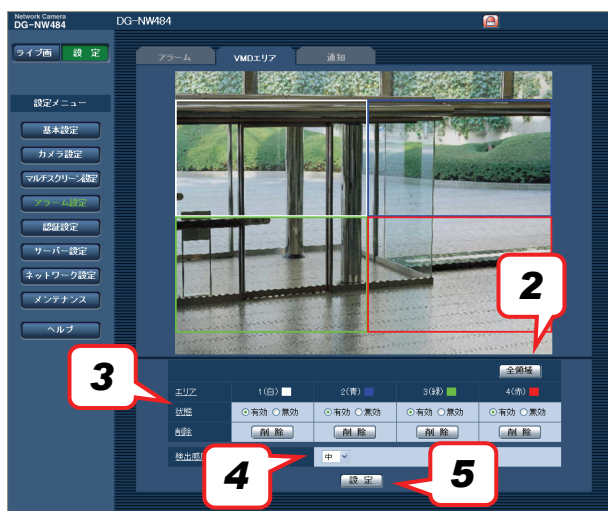 Network Camera
DG-NW484
DG-NW484
ライブ画 設 定
アラーム VMDエリア 通知
設定メニュー
基本設定
カメラ設定
マルチスクリーン設定
アラーム設定
認証設定
サーバー設定
ネットワーク設定
メンテナンス
ヘルプ
2
全領域
3
エリア 1(白) 2(青) 3(緑) 4(赤)
状態 有効 無効 有効 無効 有効 無効 有効 無効
削除 削 除 削 除 削 除 削 除
検出感 中
4
設 定
5